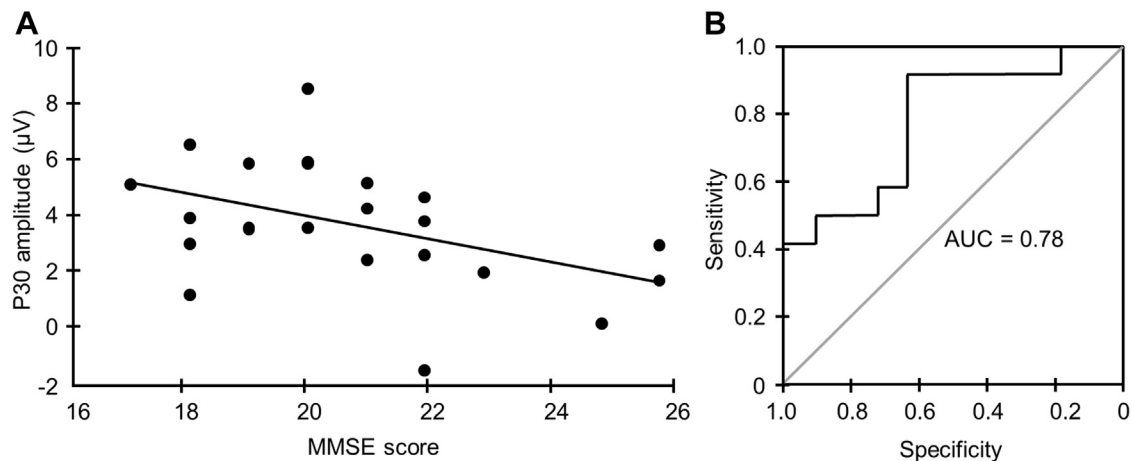 A
P30 amplitude (µV)
10
8
6
4
2
0
-2
16 18 20 22 24 26
MMSE score
B
Sensitivity
1.0
0.8
0.6
0.4
0.2
0
AUC = 0.78
1.0 0.8 0.6 0.4 0.2 0
Specificity